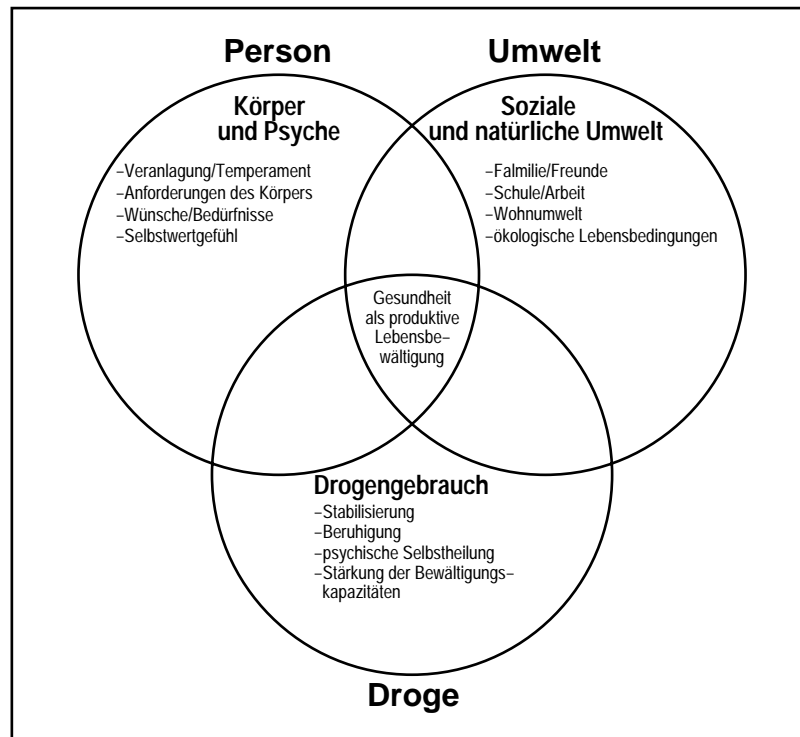 Person
Umwelt
Körper
und Psyche
–Veranlagung/Temperament
–Anforderungen des Körpers
–Wünsche/Bedürfnisse
–Selbstwertgefühl
Soziale
und natürliche Umwelt
–Falmilie/Freunde
–Schule/Arbeit
–Wohnumwelt
–ökologische Lebensbedingungen
Gesundheit
als produktive
Lebensbe–
wältigung
Drogengebrauch
–Stabilisierung
–Beruhigung
–psychische Selbstheilung
–Stärkung der Bewältigungs–
kapazitäten
Droge